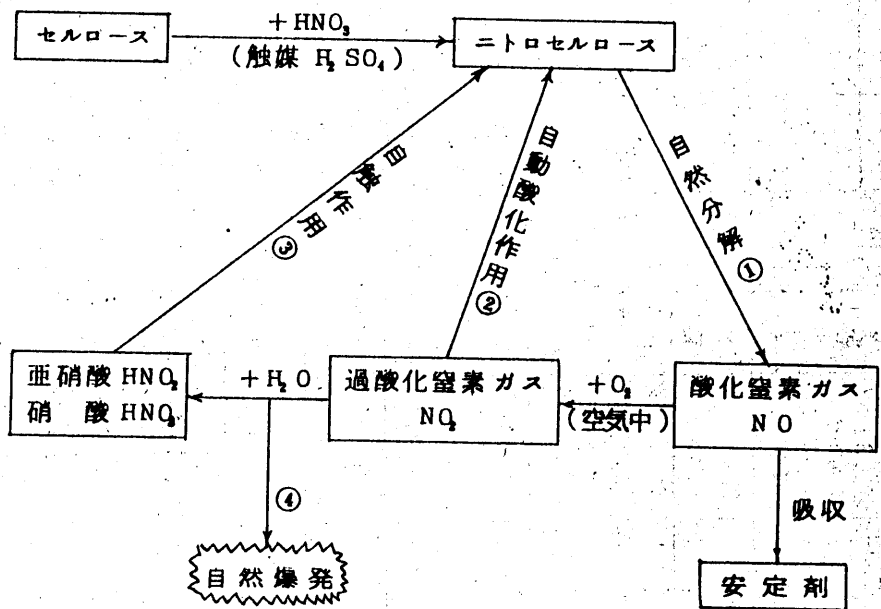 セルロース
+HNO₃
(触媒 H₂SO₄)
ニトロセルロース
自触作用③
自動酸化作用②
自然分解①
亜硝酸 HNO₂
硝 酸 HNO₃
+H₂O
過酸化窒素ガス
NO₂
+O₂
(空気中)
酸化窒素ガス
NO
④
自然爆発
吸収
安定剤